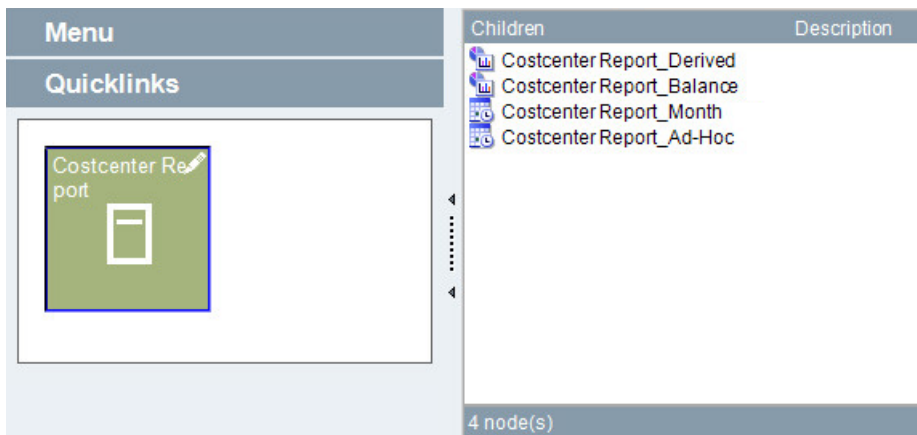 Menu
Quicklinks
Costcenter Re
port
Children Description
Costcenter Report_Derived
Costcenter Report_Balance
Costcenter Report_Month
Costcenter Report_Ad-Hoc
4 node(s)